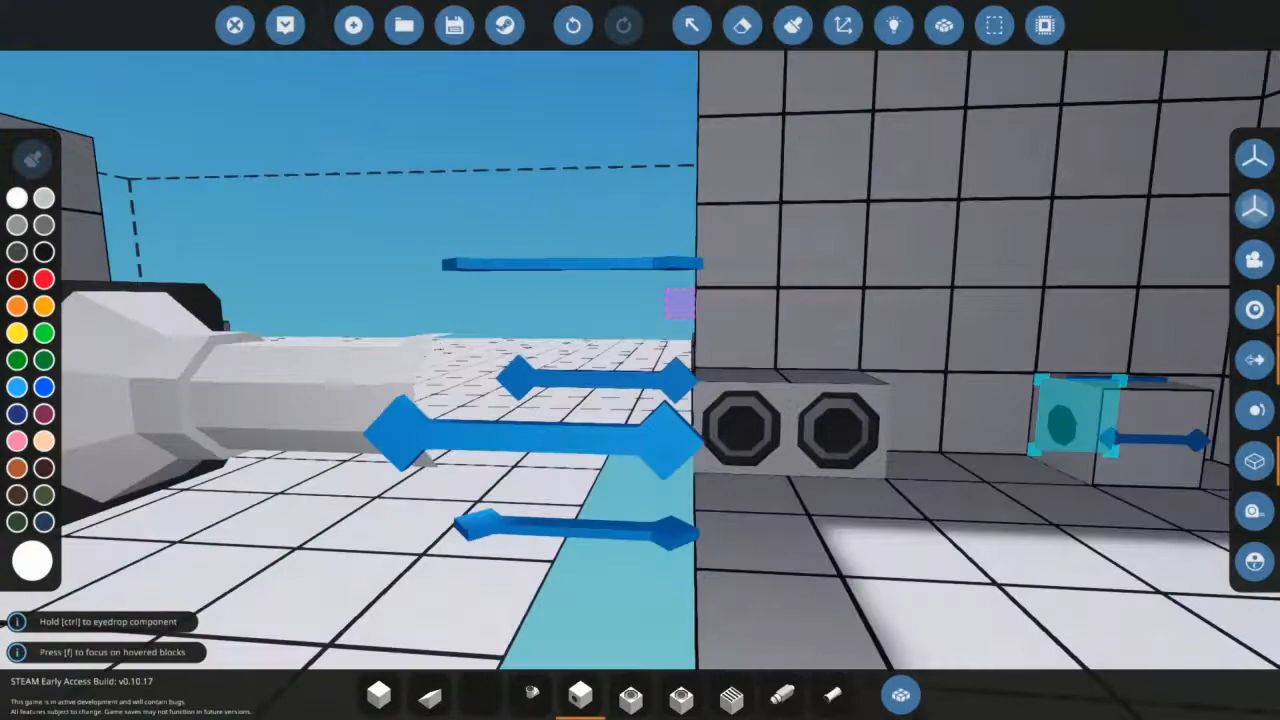 Hold [ctrl] to eyedrop component
Press [f] to focus on hovered blocks
STEAM Early Access Build: v0.10.17
This game is in active development and will contain bugs.
All features subject to change. Game saves may not function in future versions.